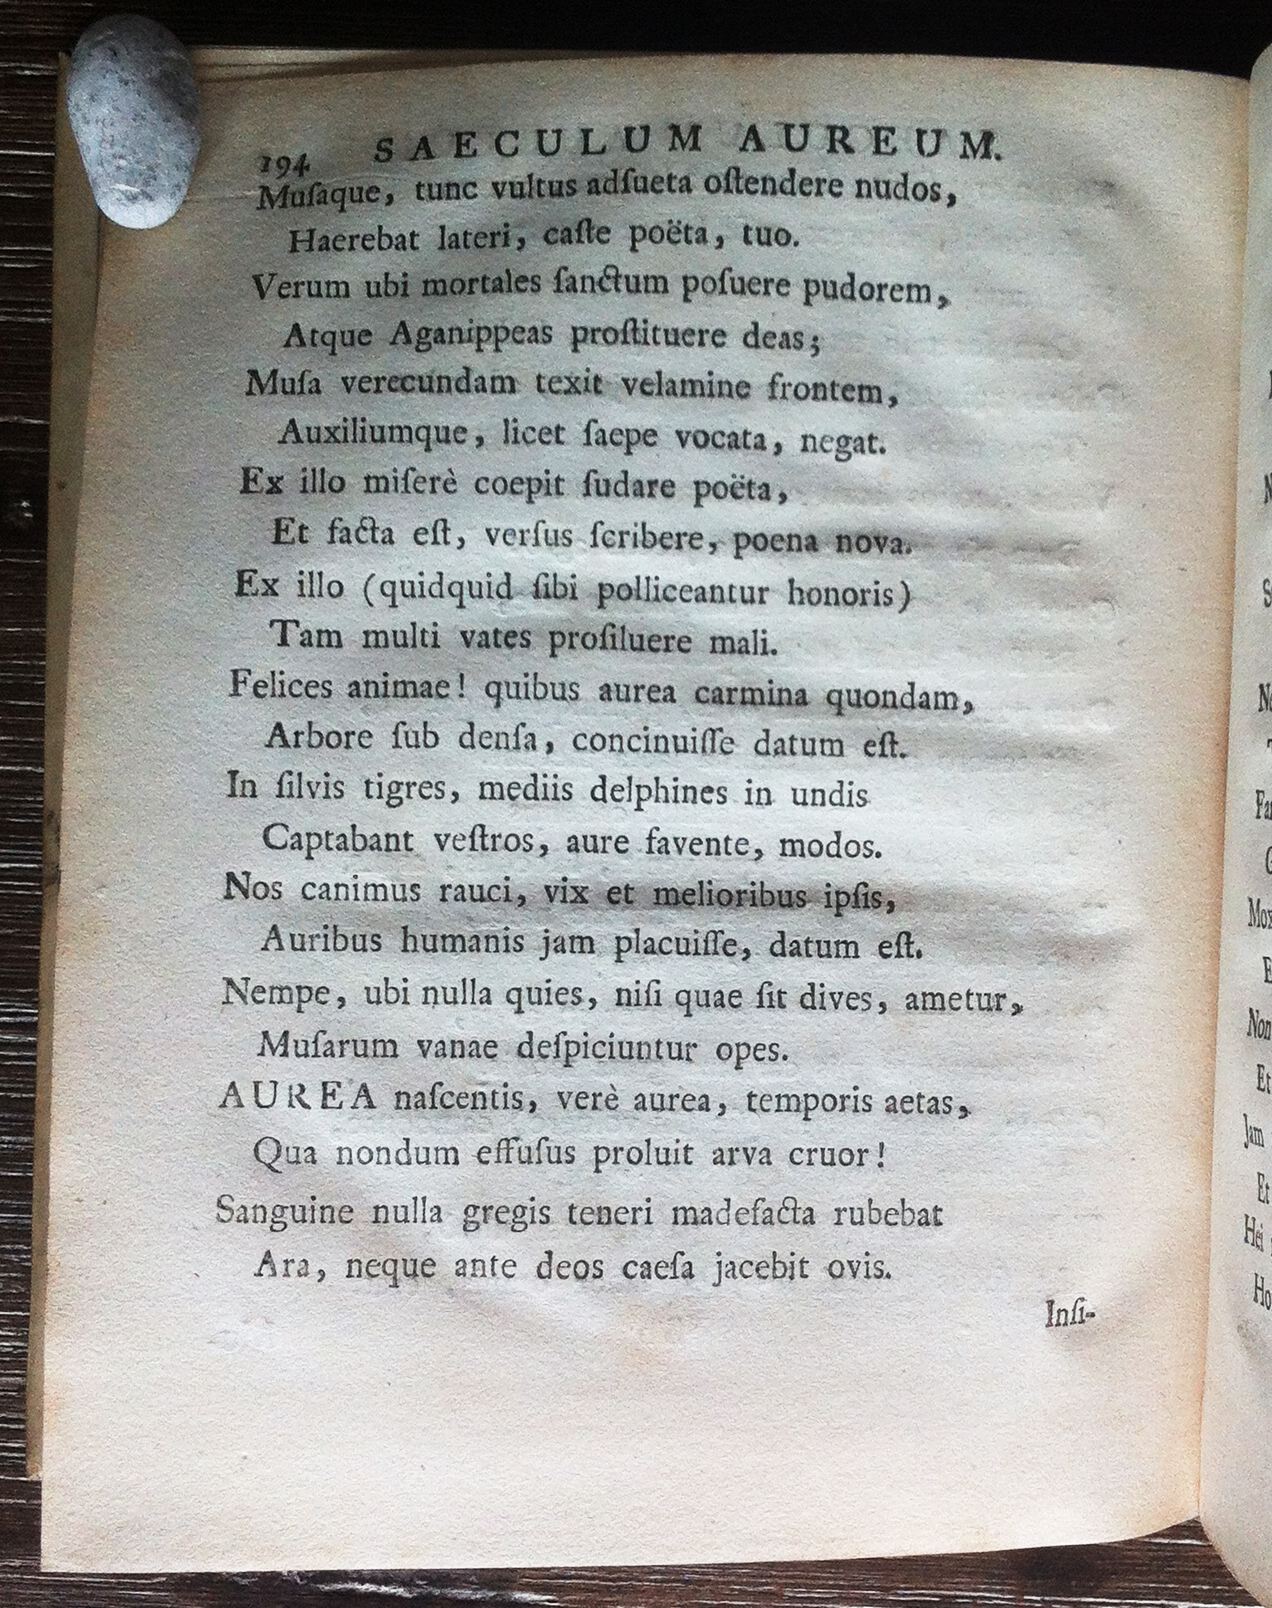 194 SAECULUM AUREUM.
Muſaque, tunc vultus adſueta oſtendere nudos,
Haerebat lateri, caſte poëta, tuo.
Verum ubi mortales ſanctum poſuere pudorem,
Atque Aganippeas proſtituere deas;
Muſa verecundam texit velamine frontem,
Auxiliumque, licet ſaepe vocata, negat.
Ex illo miſerè coepit ſudare poëta,
Et facta eſt, verſus ſcribere, poena nova.
Ex illo (quidquid ſibi polliceantur honoris)
Tam multi vates proſiluere mali.
Felices animae! quibus aurea carmina quondam,
Arbore ſub denſa, concinuiſſe datum eſt.
In ſilvis tigres, mediis delphines in undis
Captabant veſtros, aure favente, modos.
Nos canimus rauci, vix et melioribus ipſis,
Auribus humanis jam placuiſſe, datum eſt.
Nempe, ubi nulla quies, niſi quae ſit dives, ametur,
Muſarum vanae deſpiciuntur opes.
AUREA naſcentis, verè aurea, temporis aetas,
Qua nondum effuſus proluit arva cruor!
Sanguine nulla gregis teneri madefacta rubebat
Ara, neque ante deos caeſa jacebit ovis.
Inſi-